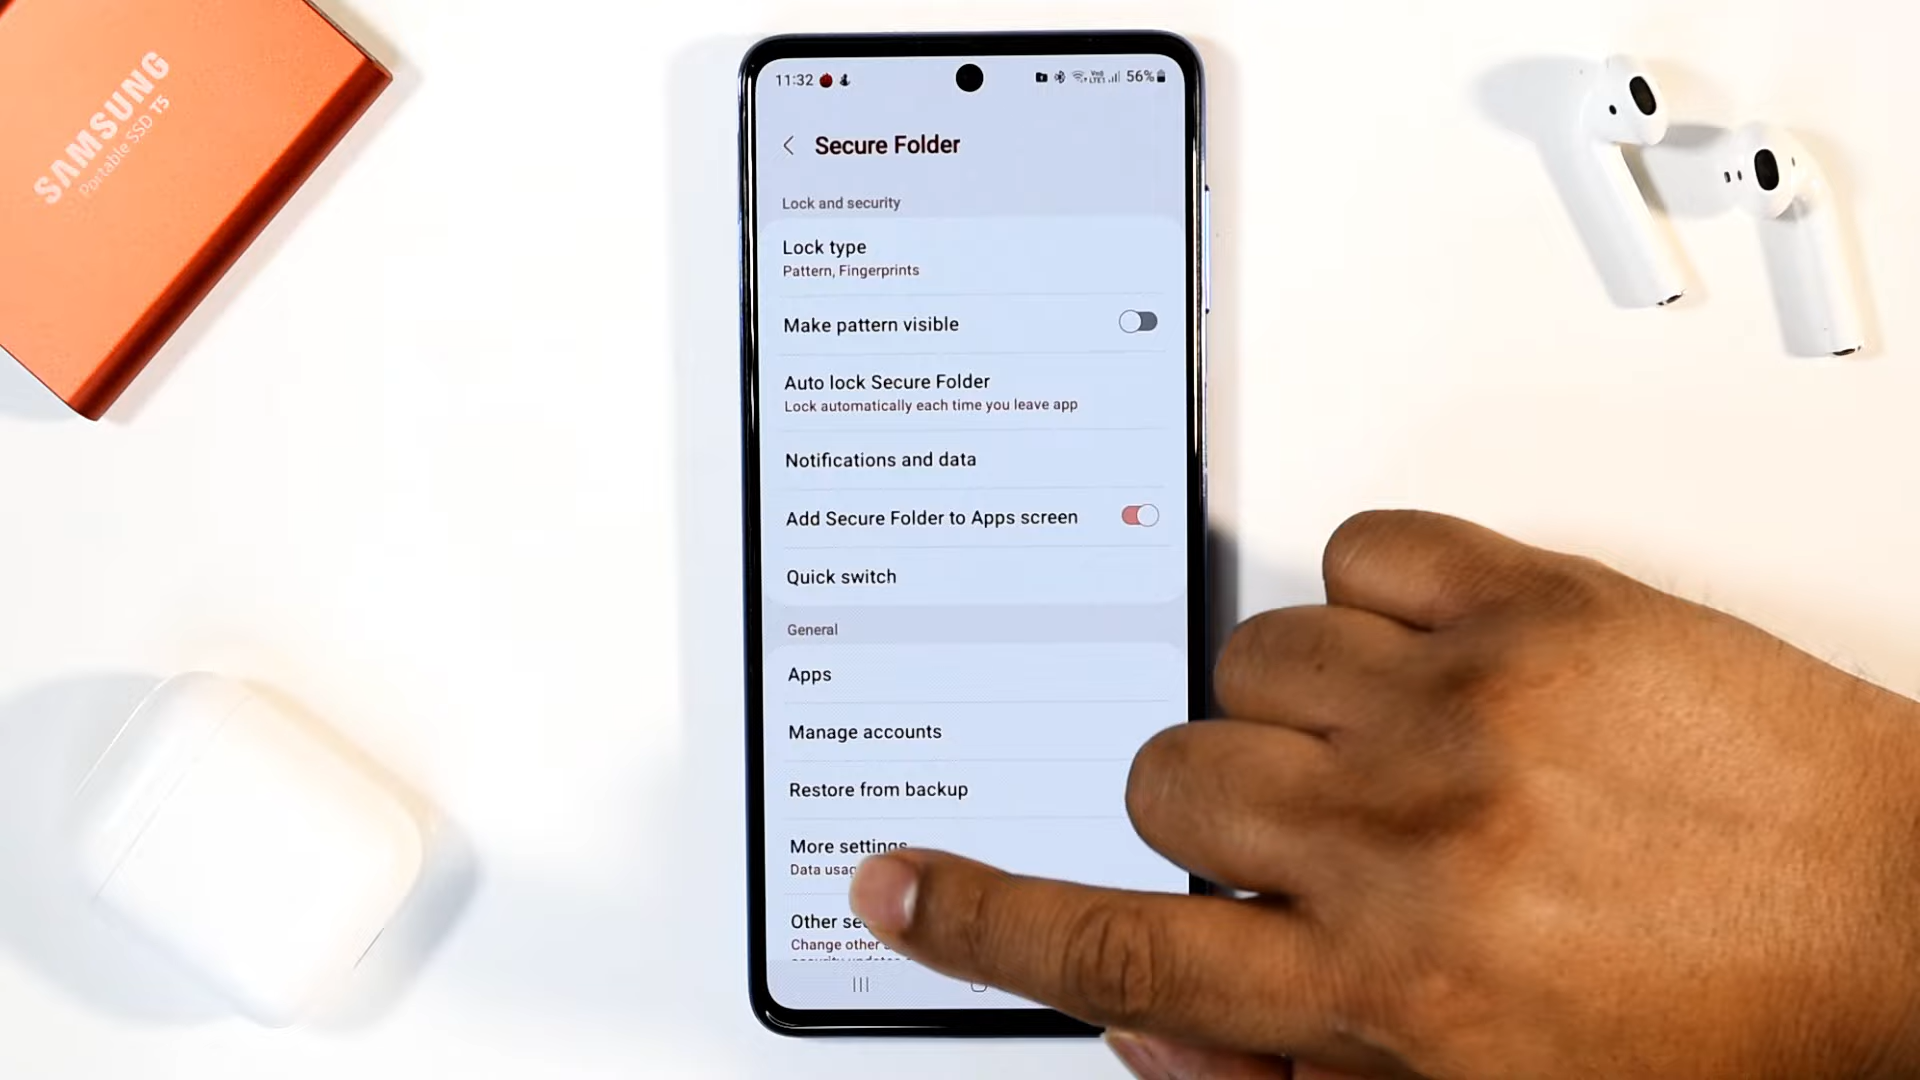 SAMSUNG
Portable SSD T5
11:32
56%
Secure Folder
Lock and security
Lock type
Pattern, Fingerprints
Make pattern visible
Auto lock Secure Folder
Lock automatically each time you leave app
Notifications and data
Add Secure Folder to Apps screen
Quick switch
General
Apps
Manage accounts
Restore from backup
More settings
Data usag
Other se
Change other